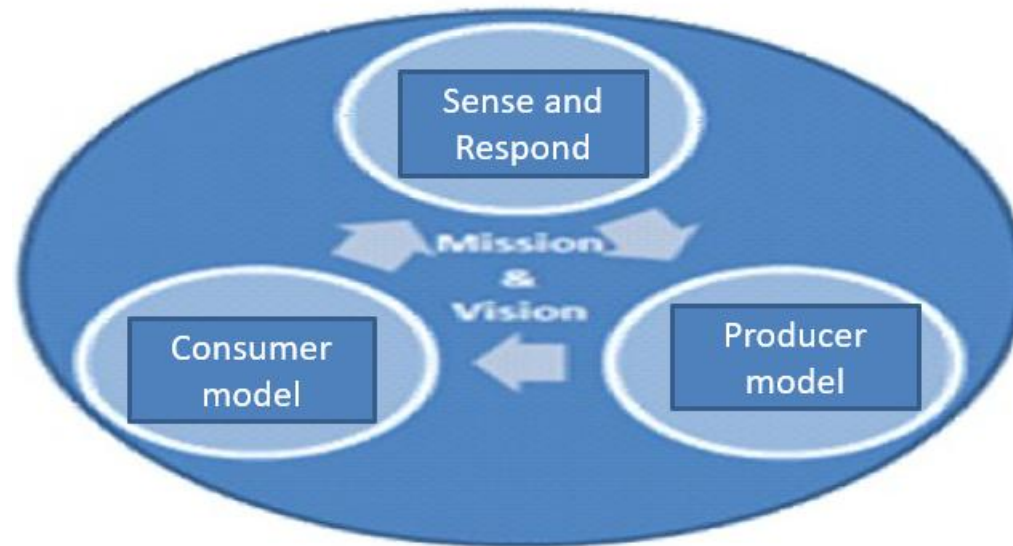 Sense and
Respond
Mission
&
Vision
Consumer
model
Producer
model